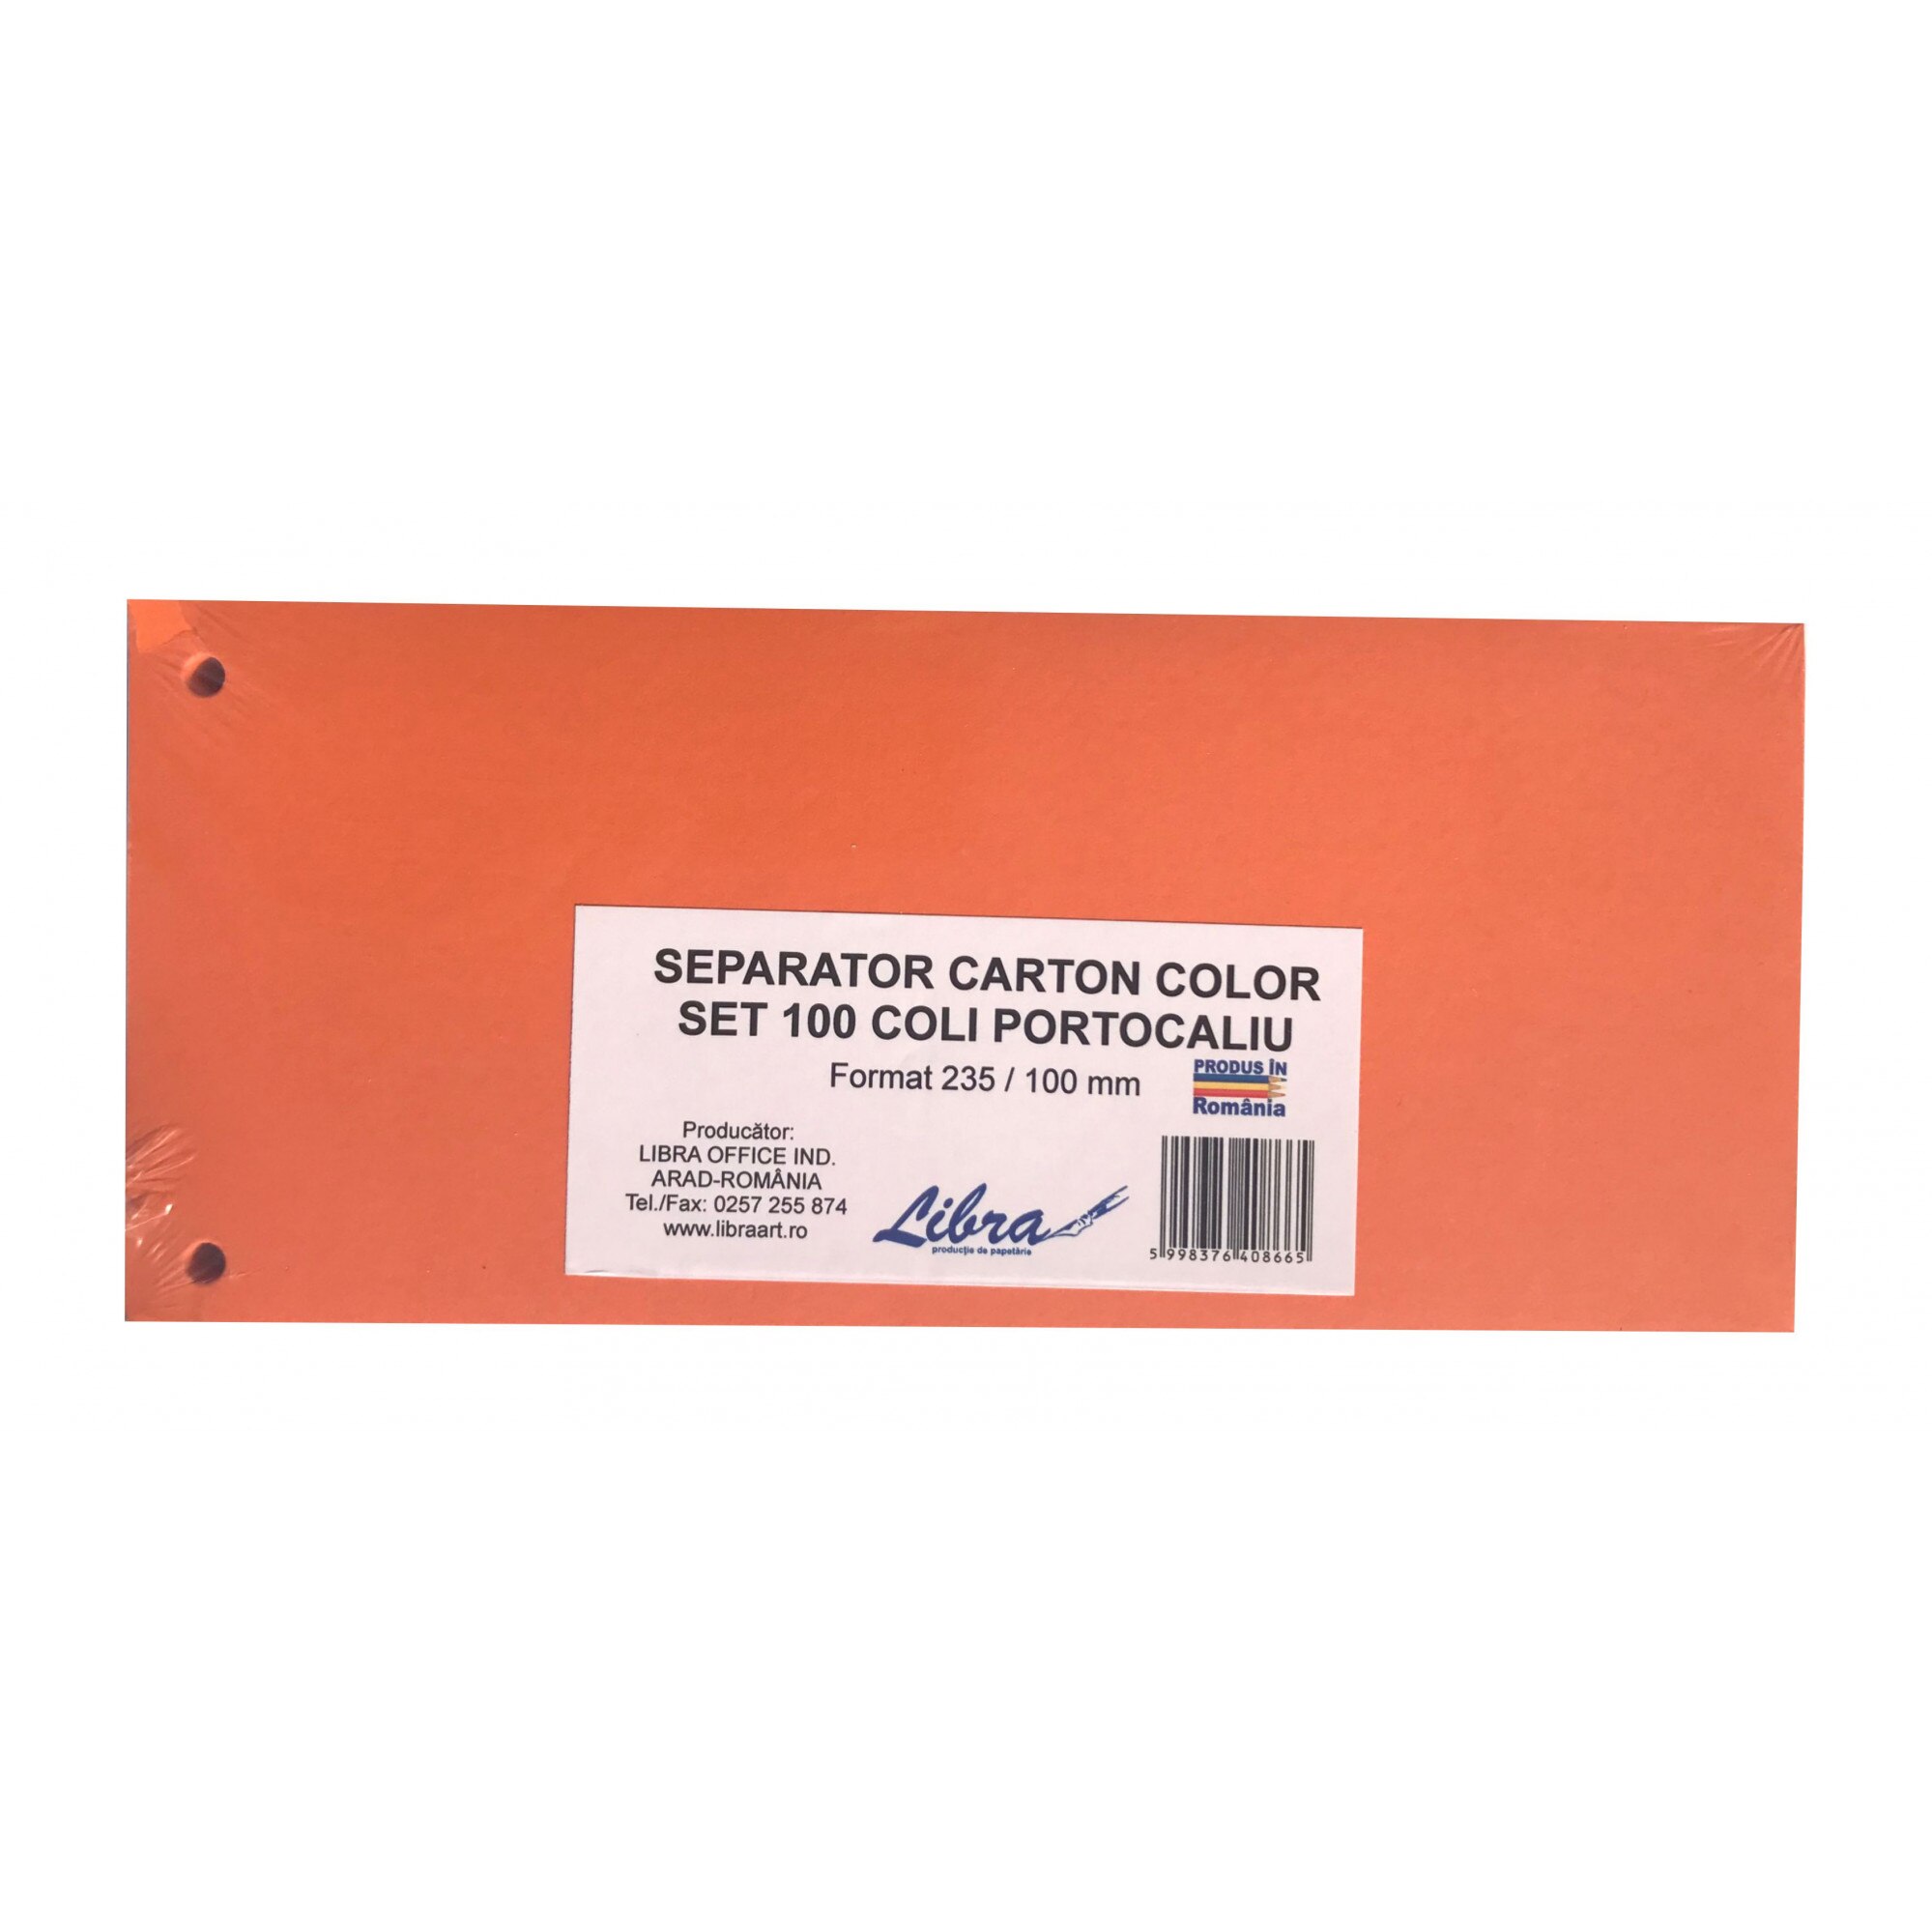 SEPARATOR CARTON COLOR
SET 100 COLI PORTOCALIU
Format 235 / 100 mm
PRODUS ÎN
România
Producător:
LIBRA OFFICE IND.
ARAD-ROMÂNIA
Tel./Fax: 0257 255 874
www.libraart.ro
Libra
producție de papetărie
5 998376 408665